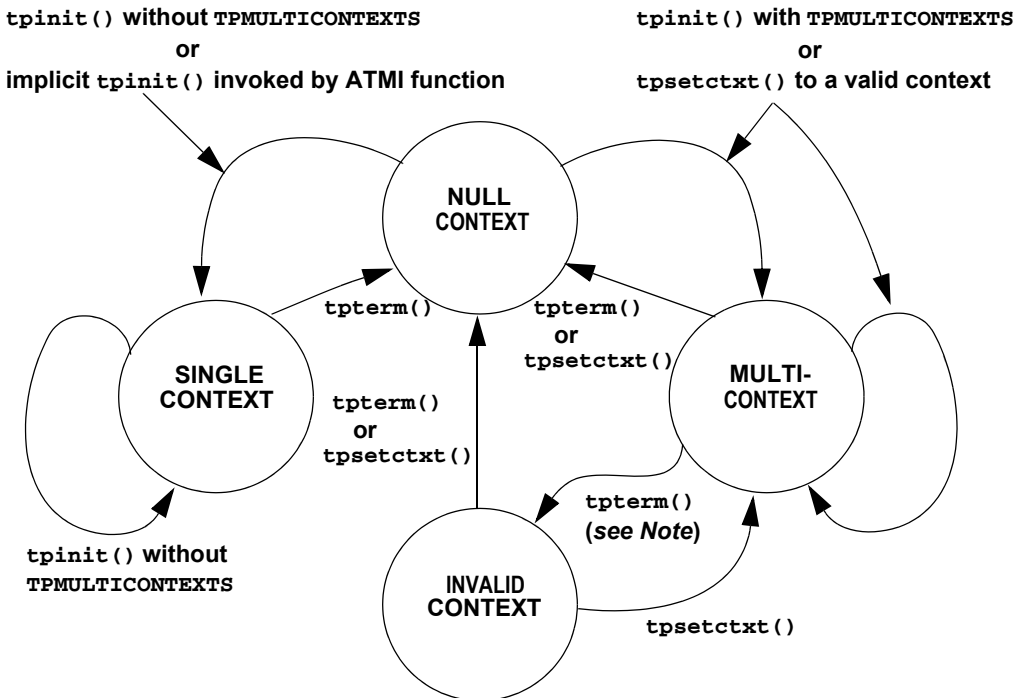 tpinit() without TPMULTICONTEXTS
or
implicit tpinit() invoked by ATMI function
tpinit() with TPMULTICONTEXTS
or
tpsetctxt() to a valid context
NULL
CONTEXT
tpterm()
tpterm()
or
tpsetctxt()
SINGLE
CONTEXT
tpterm()
or
tpsetctxt()
MULTI-
CONTEXT
tpterm()
(see Note)
tpinit() without
TPMULTICONTEXTS
INVALID
CONTEXT
tpsetctxt()